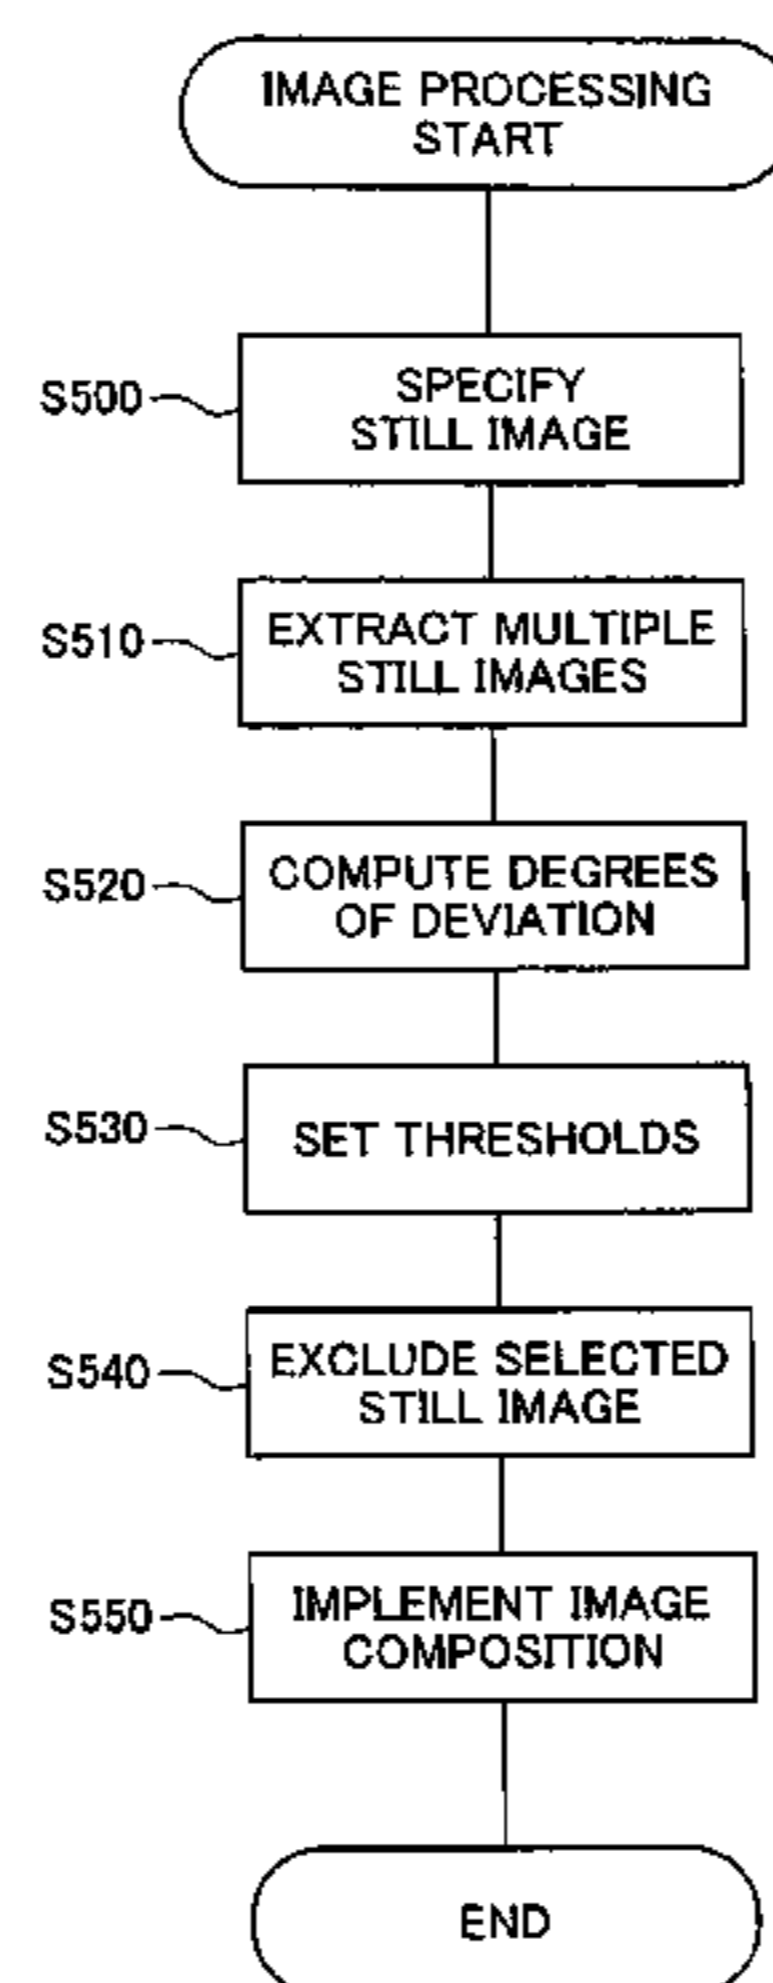 IMAGE PROCESSING
START
S500
SPECIFY
STILL IMAGE
S510
EXTRACT MULTIPLE
STILL IMAGES
S520
COMPUTE DEGREES
OF DEVIATION
S530
SET THRESHOLDS
S540
EXCLUDE SELECTED
STILL IMAGE
S550
IMPLEMENT IMAGE
COMPOSITION
END